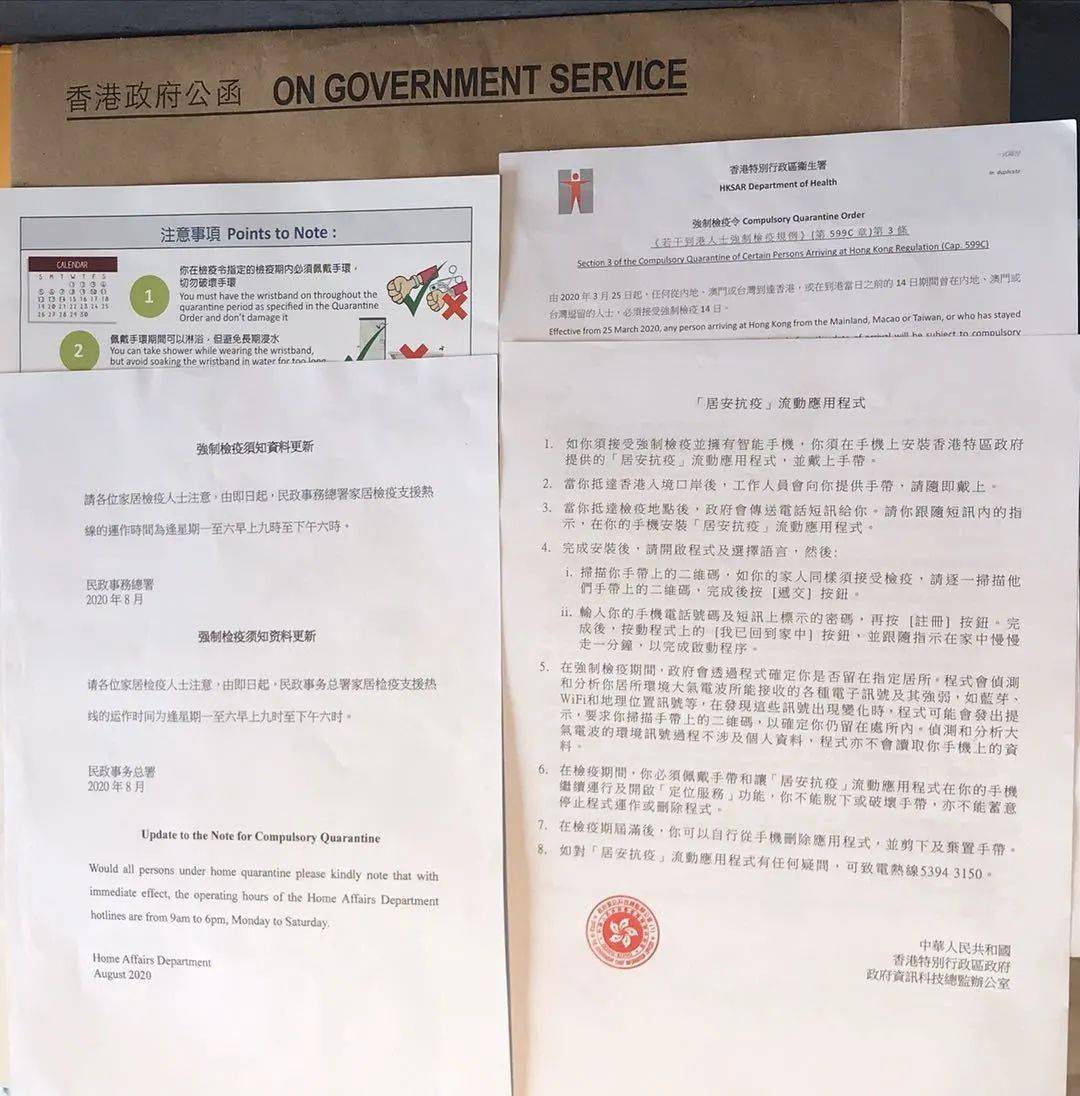 香港政府公函 ON GOVERNMENT SERVICE
注意事項 Points to Note :
CALENDAR
S M T W T F S
1
你在檢疫令指定的檢疫期內必須佩戴手環，
切勿破壞手環
You must have the wristband on throughout the
quarantine period as specified in the Quarantine
Order and don't damage it
2
佩戴手環期間可以淋浴，但避免長期浸水
You can take shower while wearing the wristband,
but avoid soaking the wristband in water for too long
香港特別行政區衞生署
HKSAR Department of Health
一式兩份
In duplicate
強制檢疫令 Compulsory Quarantine Order
《若干到港人士強制檢疫規例》(第 599C 章)第 3 條
Section 3 of the Compulsory Quarantine of Certain Persons Arriving at Hong Kong Regulation (Cap. 599C)
由 2020 年 3 月 25 日起，任何從內地、澳門或台灣到達香港，或在到港當日之前的 14 日期間曾在內地、澳門或
台灣逗留的人士，必須接受強制檢疫 14 日。
Effective from 25 March 2020, any person arriving at Hong Kong from the Mainland, Macao or Taiwan, or who has stayed
強制檢疫須知資料更新
請各位家居檢疫人士注意，由即日起，民政事務總署家居檢疫支援熱
線的運作時間為逢星期一至六早上九時至下午六時。
民政事務總署
2020 年 8 月
强制检疫须知资料更新
请各位家居检疫人士注意，由即日起，民政事务总署家居检疫支援热
线的运作时间为逢星期一至六早上九时至下午六时。
民政事务总署
2020 年 8 月
Update to the Note for Compulsory Quarantine
Would all persons under home quarantine please kindly note that with
immediate effect, the operating hours of the Home Affairs Department
hotlines are from 9am to 6pm, Monday to Saturday.
Home Affairs Department
August 2020
「居安抗疫」流動應用程式
1. 如你須接受強制檢疫並擁有智能手機，你須在手機上安裝香港特區政府
提供的「居安抗疫」流動應用程式，並戴上手帶。
2. 當你抵達香港入境口岸後，工作人員會向你提供手帶，請隨即戴上。
3. 當你抵達檢疫地點後，政府會傳送電話短訊給你。請你跟隨短訊內的指
示，在你的手機安裝「居安抗疫」流動應用程式。
4. 完成安裝後，請開啟程式及選擇語言，然後:
i. 掃描你手帶上的二維碼，如你的家人同樣須接受檢疫，請逐一掃描他
們手帶上的二維碼，完成後按 [遞交] 按鈕。
ii. 輸入你的手機電話號碼及短訊上標示的密碼，再按 [註冊] 按鈕。完
成後，按動程式上的 [我已回到家中] 按鈕，並跟隨指示在家中慢慢
走一分鐘，以完成啟動程序。
5. 在強制檢疫期間，政府會透過程式確定你是否留在指定居所。程式會偵測
和分析你居所環境大氣電波所能接收的各種電子訊號及其強弱，如藍芽、
WiFi和地理位置訊號等，在發現這些訊號出現變化時，程式可能會發出提
示，要求你掃描手帶上的二維碼，以確定你仍留在處所內。偵測和分析大
氣電波的環境訊號過程不涉及個人資料，程式亦不會讀取你手機上的資
料。
6. 在檢疫期間，你必須佩戴手帶和讓「居安抗疫」流動應用程式在你的手機
繼續運行及開啟「定位服務」功能，你不能脫下或破壞手帶，亦不能蓄意
停止程式運作或刪除程式。
7. 在檢疫期屆滿後，你可以自行從手機刪除應用程式，並剪下及棄置手帶。
8. 如對「居安抗疫」流動應用程式有任何疑問，可致電熱線5394 3150。
中華人民共和國
香港特別行政區政府
政府資訊科技總監辦公室